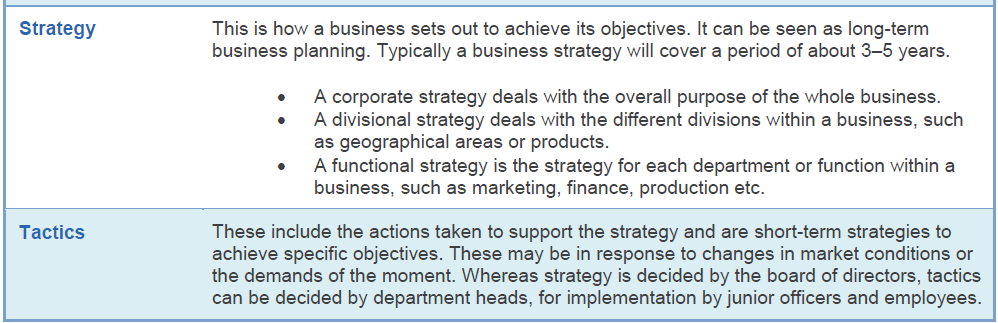 Strategy
This is how a business sets out to achieve its objectives. It can be seen as long-term
business planning. Typically a business strategy will cover a period of about 3–5 years.
• A corporate strategy deals with the overall purpose of the whole business.
• A divisional strategy deals with the different divisions within a business, such
as geographical areas or products.
• A functional strategy is the strategy for each department or function within a
business, such as marketing, finance, production etc.
Tactics
These include the actions taken to support the strategy and are short-term strategies to
achieve specific objectives. These may be in response to changes in market conditions or
the demands of the moment. Whereas strategy is decided by the board of directors, tactics
can be decided by department heads, for implementation by junior officers and employees.